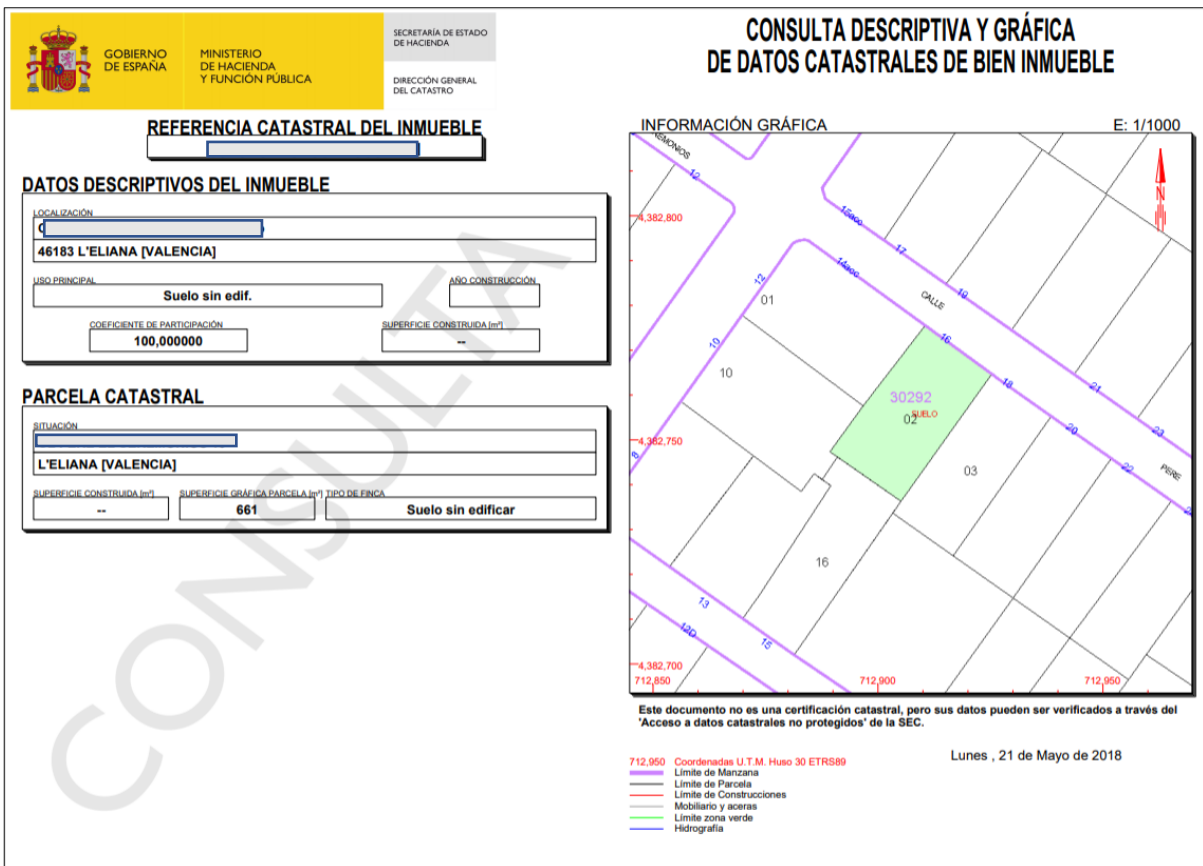 GOBIERNO
DE ESPAÑA
MINISTERIO
DE HACIENDA
Y FUNCIÓN PÚBLICA
SECRETARÍA DE ESTADO
DE HACIENDA
DIRECCIÓN GENERAL
DEL CATASTRO
CONSULTA DESCRIPTIVA Y GRÁFICA
DE DATOS CATASTRALES DE BIEN INMUEBLE
REFERENCIA CATASTRAL DEL INMUEBLE
DATOS DESCRIPTIVOS DEL INMUEBLE
LOCALIZACIÓN
46183 L'ELIANA [VALENCIA]
USO PRINCIPAL
Suelo sin edif.
AÑO CONSTRUCCIÓN
COEFICIENTE DE PARTICIPACIÓN
100,000000
SUPERFICIE CONSTRUIDA [m²]
--
PARCELA CATASTRAL
SITUACIÓN
L'ELIANA [VALENCIA]
SUPERFICIE CONSTRUIDA [m²]
--
SUPERFICIE GRÁFICA PARCELA [m²]
661
TIPO DE FINCA
Suelo sin edificar
CONSULTA
INFORMACIÓN GRÁFICA
E: 1/1000
12
15acc
17
19
21
23
N
4,382,800
14acc
CALLE
12
01
10
10
16
18
20
22
PERE
30292
SUELO
02
03
4,382,750
8
16
13
15
12D
4,382,700
712,850
712,900
712,950
Este documento no es una certificación catastral, pero sus datos pueden ser verificados a través del
'Acceso a datos catastrales no protegidos' de la SEC.
Lunes , 21 de Mayo de 2018
712,950 Coordenadas U.T.M. Huso 30 ETRS89
Límite de Manzana
Límite de Parcela
Límite de Construcciones
Mobiliario y aceras
Límite zona verde
Hidrografía